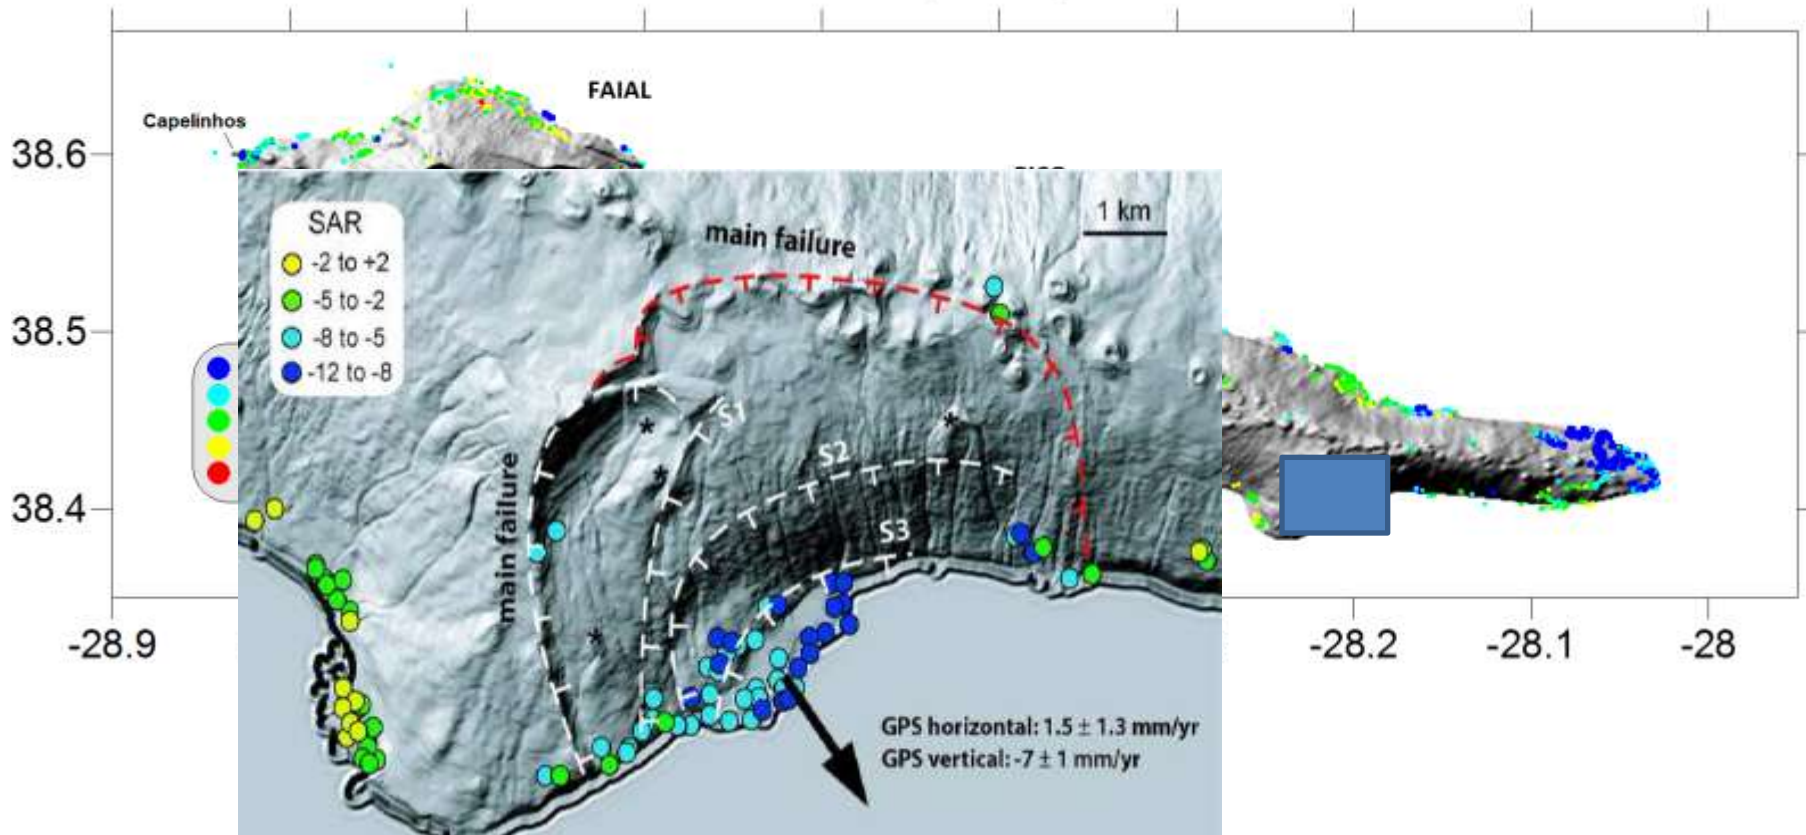 FAIAL
Capelinhos
38.6
38.5
38.4
-28.9
-28.2
-28.1
-28
SAR
-2 to +2
-5 to -2
-8 to -5
-12 to -8
main failure
1 km
main failure
S1
S2
S3
GPS horizontal: 1.5 ± 1.3 mm/yr
GPS vertical: -7 ± 1 mm/yr